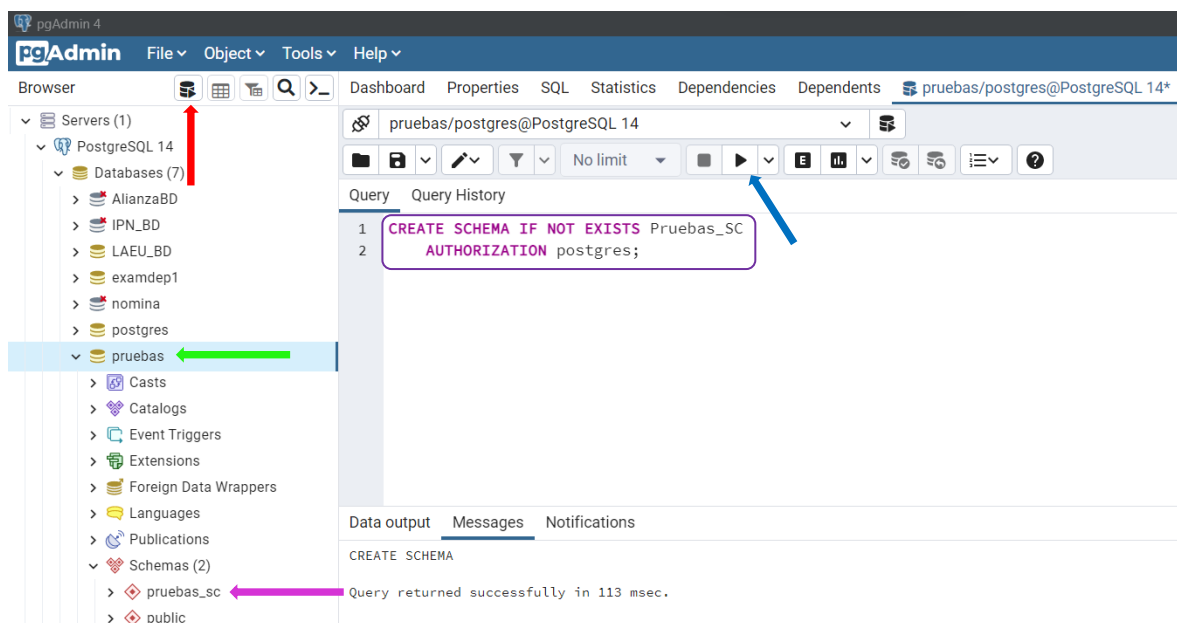 pgAdmin 4
pgAdmin File Object Tools Help
Browser
Dashboard Properties SQL Statistics Dependencies Dependents pruebas/postgres@PostgreSQL 14*
Servers (1)
PostgreSQL 14
Databases (7)
AlianzaBD
IPN_BD
LAEU_BD
examdep1
nomina
postgres
pruebas
Casts
Catalogs
Event Triggers
Extensions
Foreign Data Wrappers
Languages
Publications
Schemas (2)
pruebas_sc
public
pruebas/postgres@PostgreSQL 14
No limit
E
Query Query History
1 CREATE SCHEMA IF NOT EXISTS Pruebas_SC
2 AUTHORIZATION postgres;
Data output Messages Notifications
CREATE SCHEMA
Query returned successfully in 113 msec.